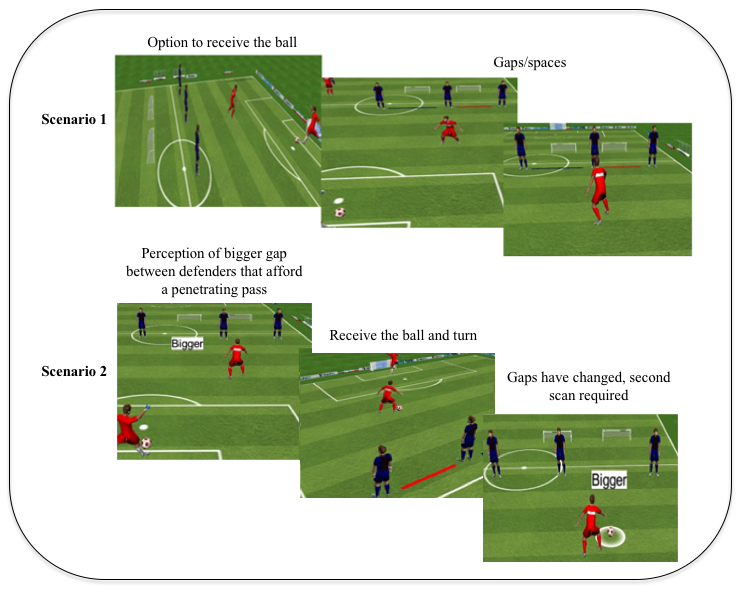 Option to receive the ball
Gaps/spaces
Scenario 1
Perception of bigger gap
between defenders that afford
a penetrating pass
Bigger
Scenario 2
Receive the ball and turn
Gaps have changed, second
scan required
Bigger